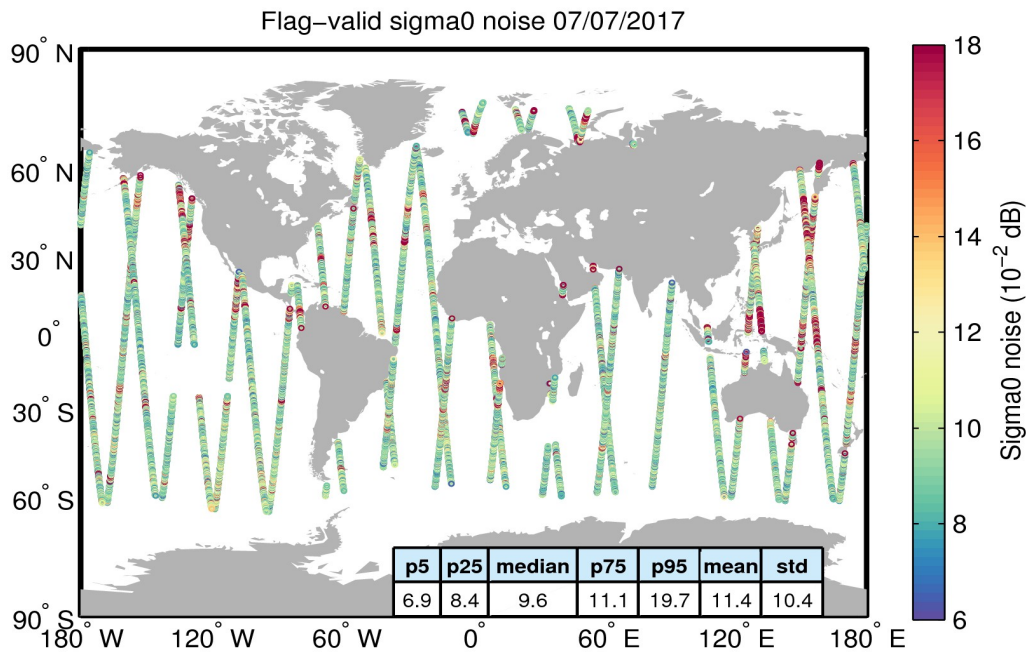 Flag−valid sigma0 noise 07/07/2017
90° N
60° N
30° N
0°
30° S
60° S
90° S
180° W
120° W
60° W
0°
60° E
120° E
180° E
p5 p25 median p75 p95 mean std
6.9 8.4 9.6 11.1 19.7 11.4 10.4
18
16
14
12
10
8
6
Sigma0 noise (10⁻² dB)